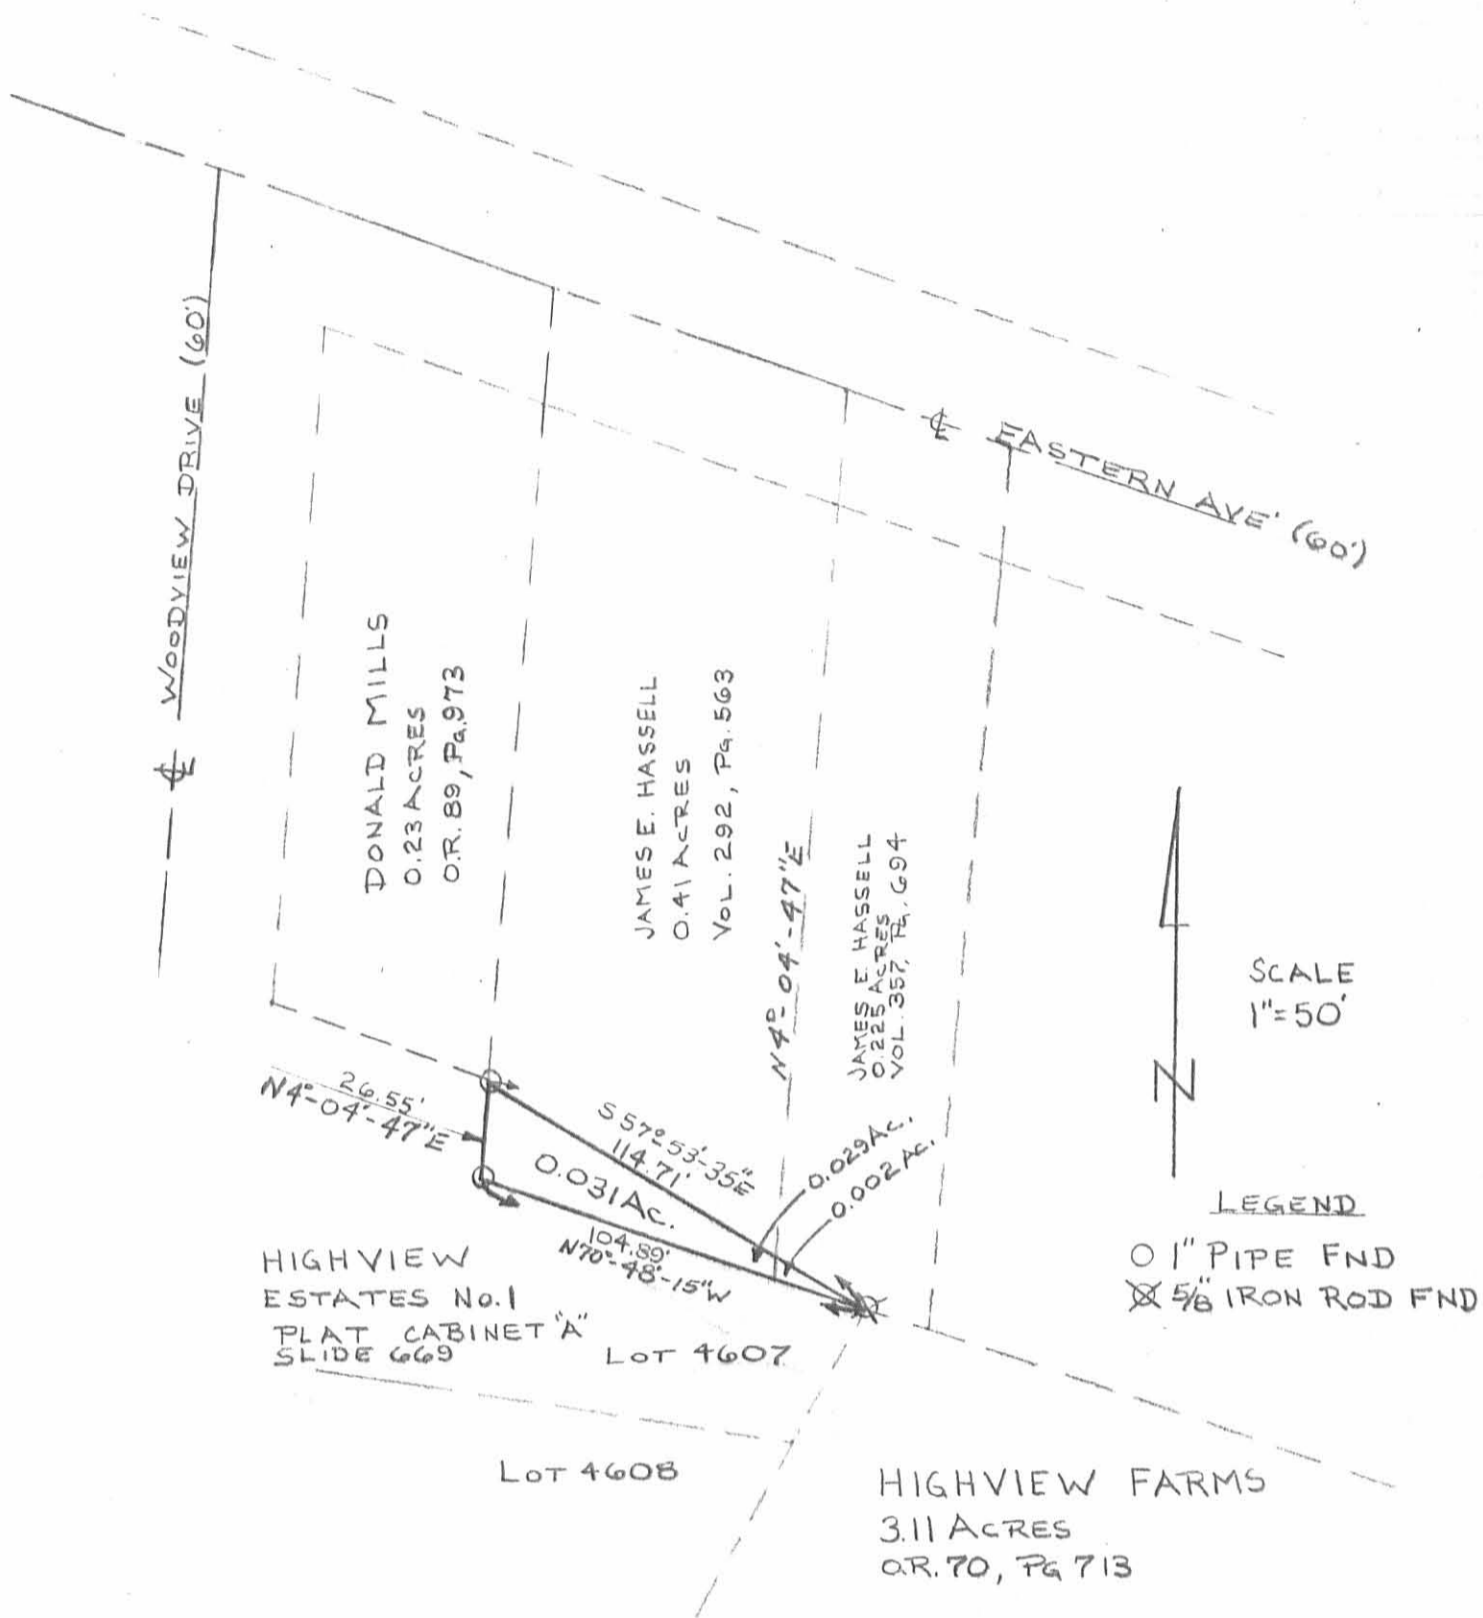 WOODVIEW DRIVE (60')
℄
℄ EASTERN AVE' (60')
DONALD MILLS
0.23 ACRES
O.R. 89, PG. 973
JAMES E. HASSELL
0.41 ACRES
VOL. 292, PG. 563
N4°-04'-47"E
JAMES E. HASSELL
0.225 ACRES
VOL. 357, PG. 694
SCALE
1"=50'
N
26.55'
N4°-04'-47"E
S57°-53'-35"E
114.71'
0.031 AC.
0.029 AC.
0.002 AC.
104.89'
N70°-48'-15"W
LEGEND
O 1" PIPE FND
5/8" IRON ROD FND
HIGHVIEW
ESTATES No. 1
PLAT CABINET "A"
SLIDE 669
LOT 4607
LOT 4608
HIGHVIEW FARMS
3.11 ACRES
O.R. 70, PG 713